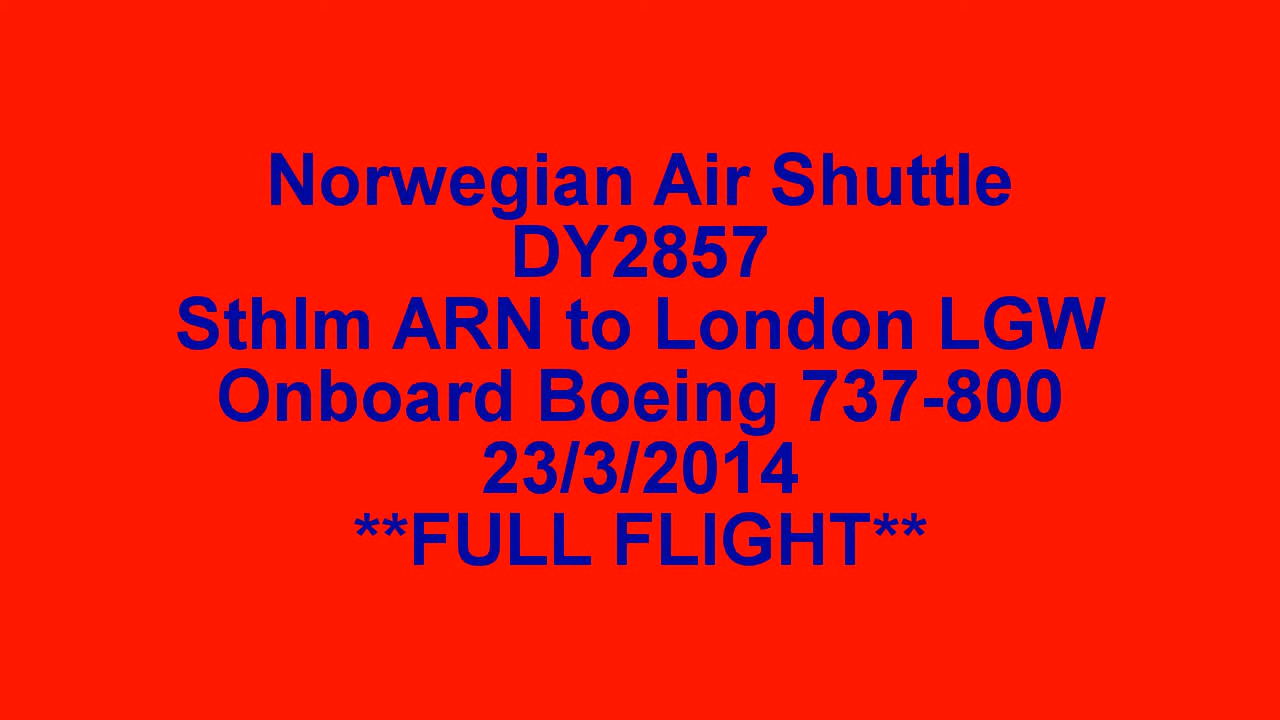 Norwegian Air Shuttle
DY2857
Sthlm ARN to London LGW
Onboard Boeing 737-800
23/3/2014
**FULL FLIGHT**